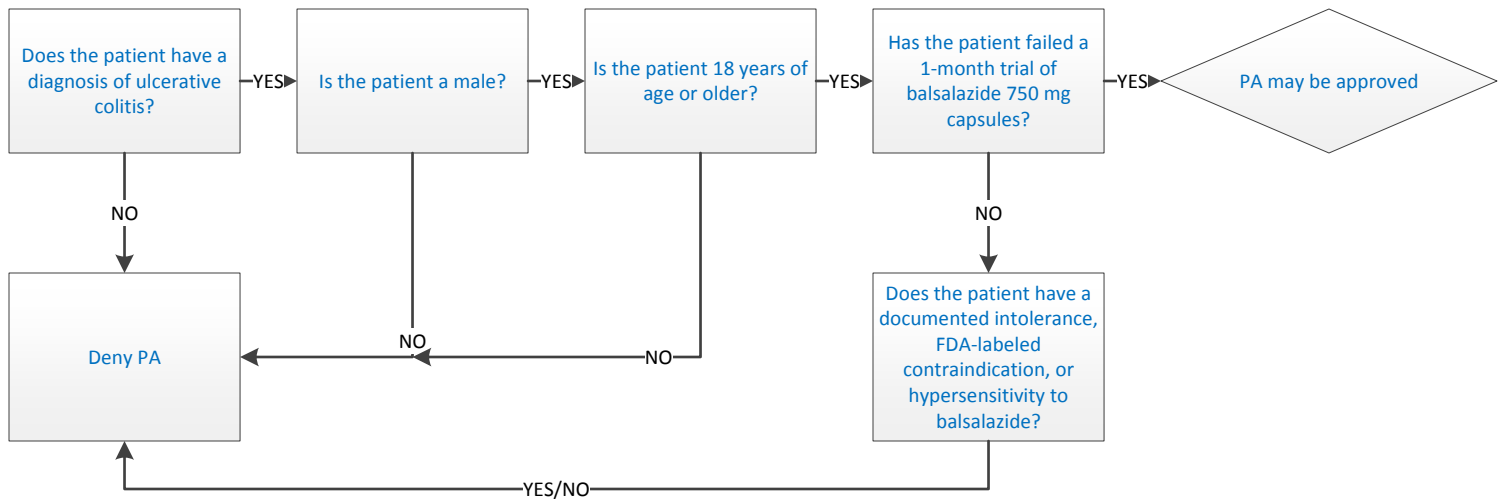 Does the patient have a
diagnosis of ulcerative
colitis?
YES
Is the patient a male?
YES
Is the patient 18 years of
age or older?
YES
Has the patient failed a
1-month trial of
balsalazide 750 mg
capsules?
YES
PA may be approved
NO
NO
NO
NO
Deny PA
Does the patient have a
documented intolerance,
FDA-labeled
contraindication, or
hypersensitivity to
balsalazide?
YES/NO